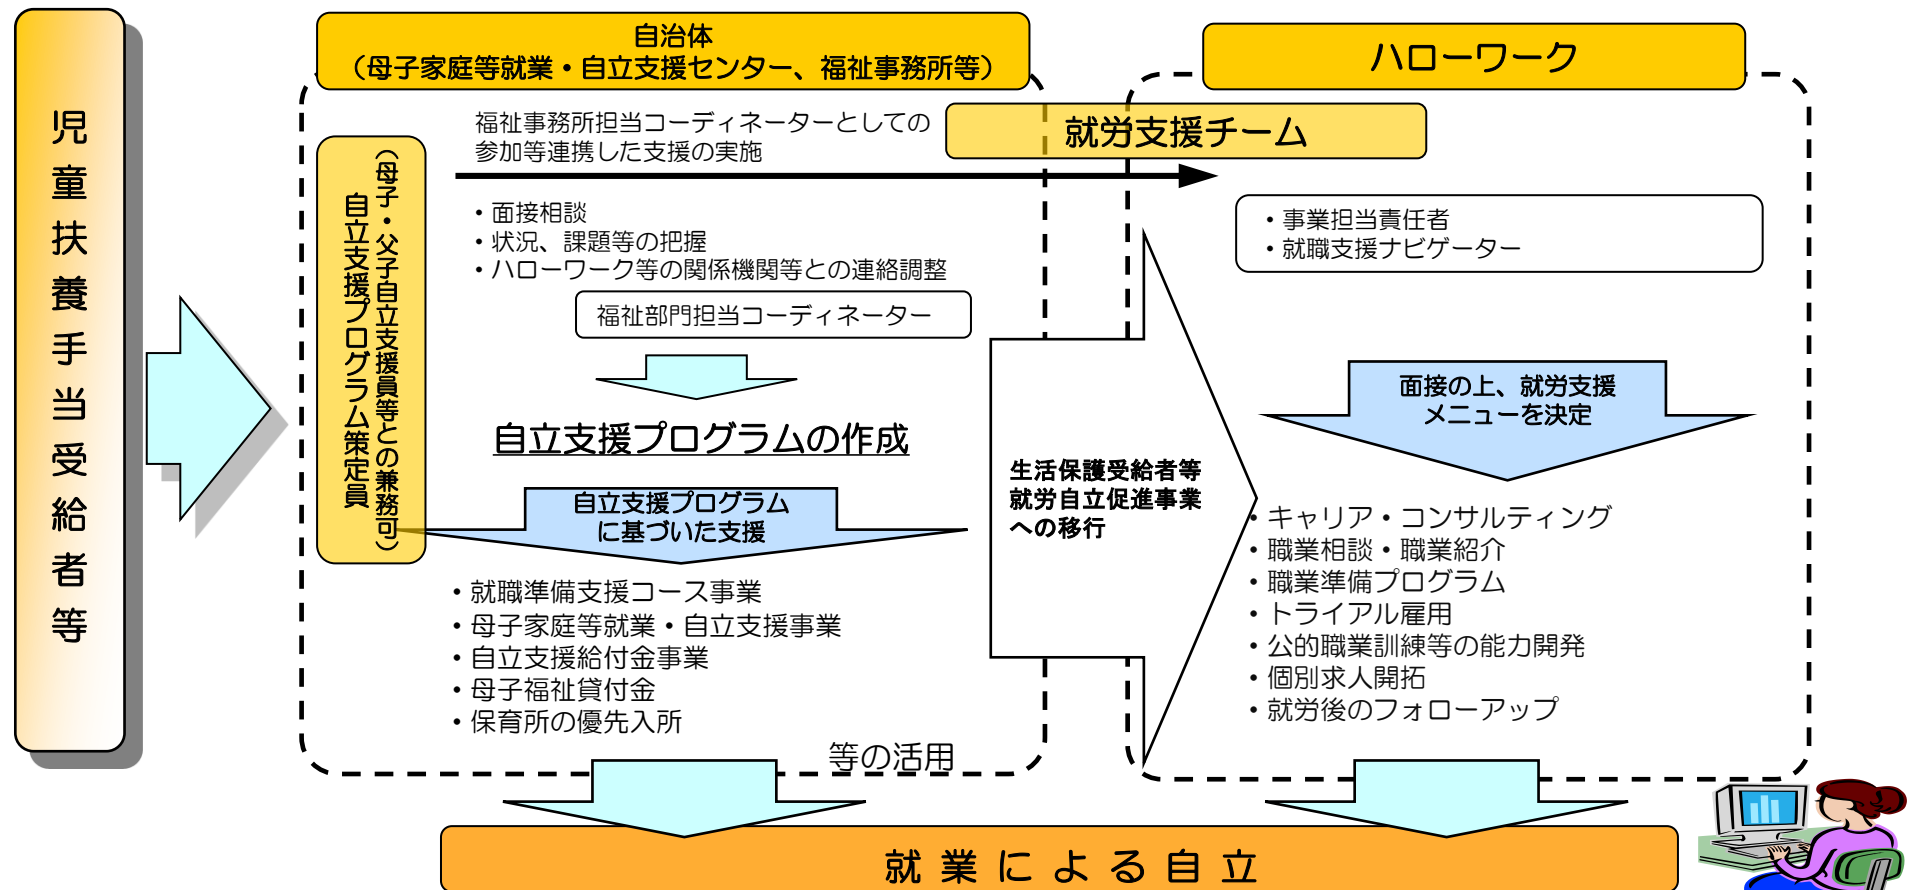 児童扶養手当受給者等
自治体
（母子家庭等就業・自立支援センター、福祉事務所等）
ハローワーク
自立支援プログラム策定員
（母子・父子自立支援員等との兼務可）
福祉事務所担当コーディネーターとしての
参加等連携した支援の実施
就労支援チーム
・面接相談
・状況、課題等の把握
・ハローワーク等の関係機関等との連絡調整
福祉部門担当コーディネーター
自立支援プログラムの作成
自立支援プログラム
に基づいた支援
・就職準備支援コース事業
・母子家庭等就業・自立支援事業
・自立支援給付金事業
・母子福祉貸付金
・保育所の優先入所
等の活用
生活保護受給者等
就労自立促進事業
への移行
・事業担当責任者
・就職支援ナビゲーター
面接の上、就労支援
メニューを決定
・キャリア・コンサルティング
・職業相談・職業紹介
・職業準備プログラム
・トライアル雇用
・公的職業訓練等の能力開発
・個別求人開拓
・就労後のフォローアップ
就業による自立